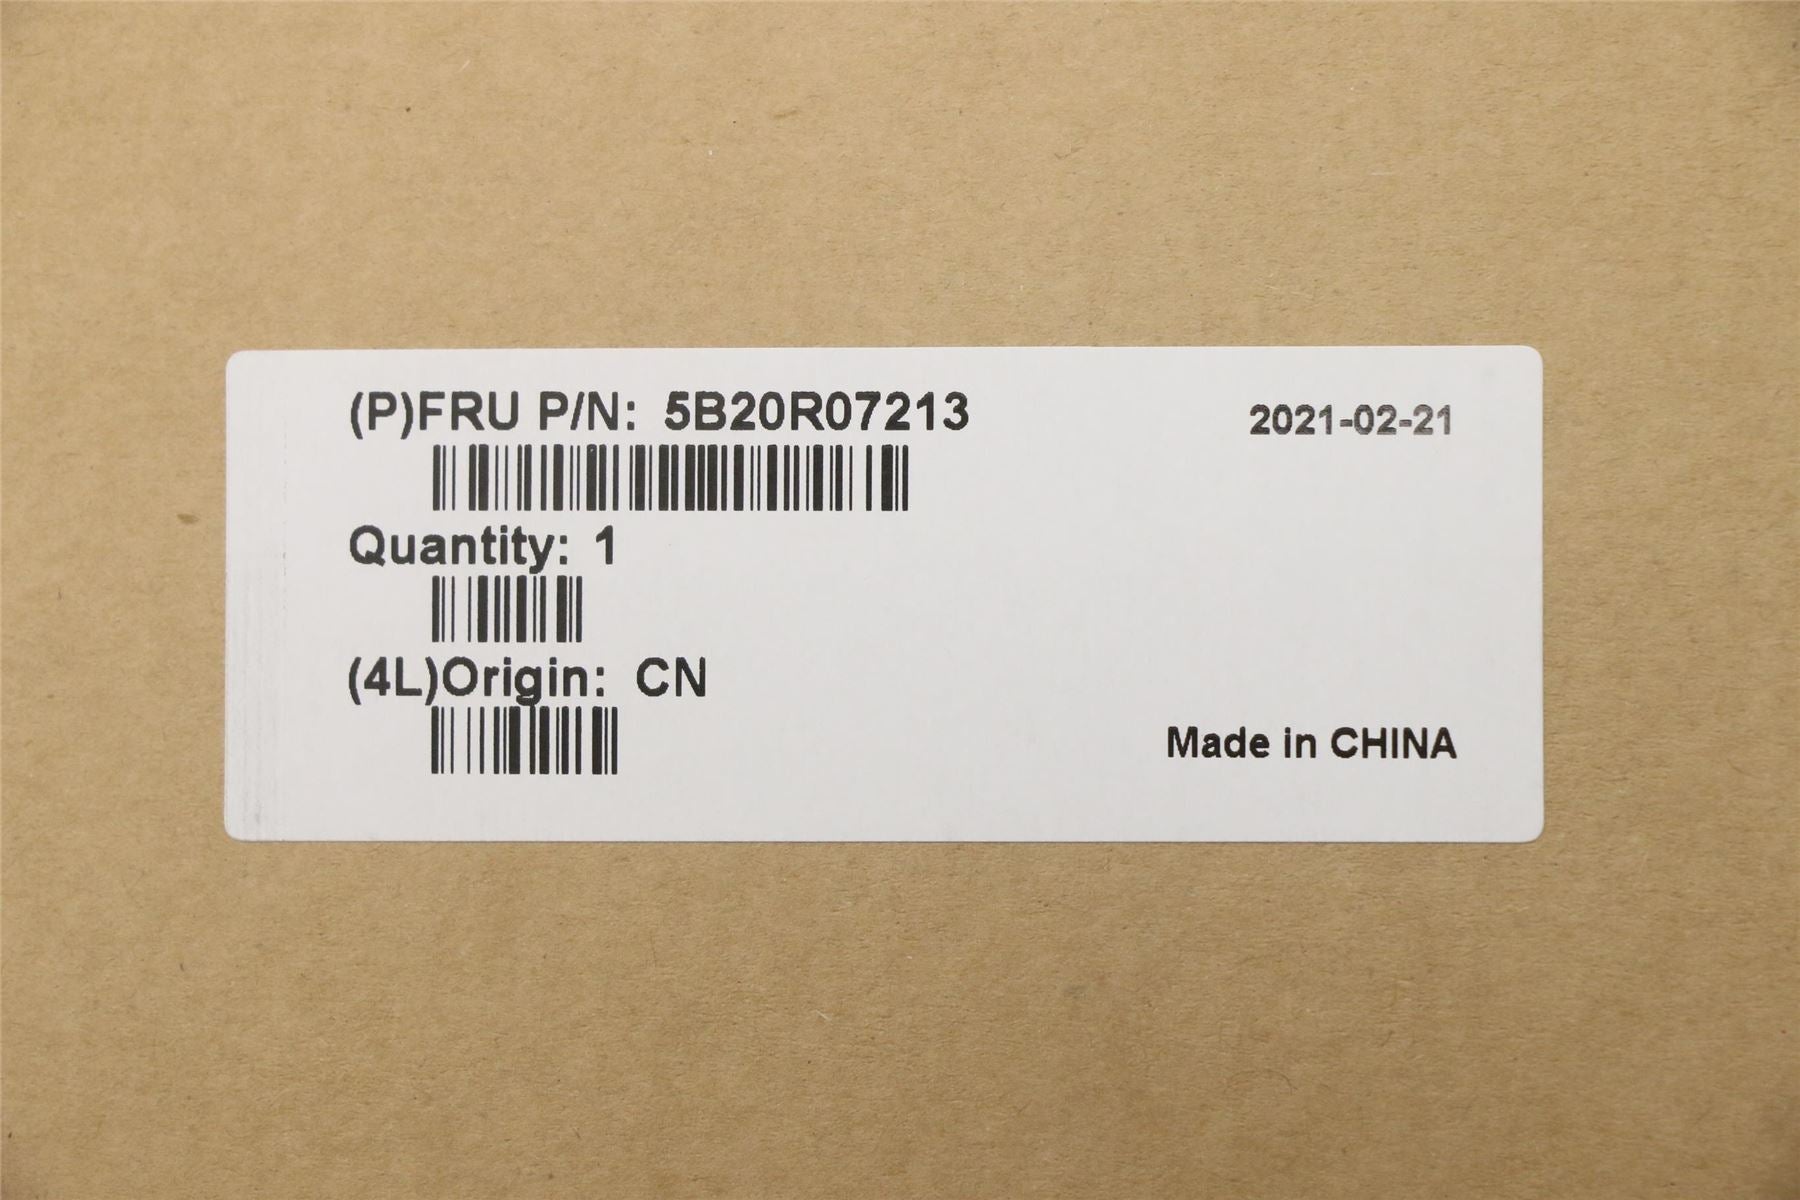 (P)FRU P/N: 5B20R07213
2021-02-21
Quantity: 1
(4L)Origin: CN
Made in CHINA